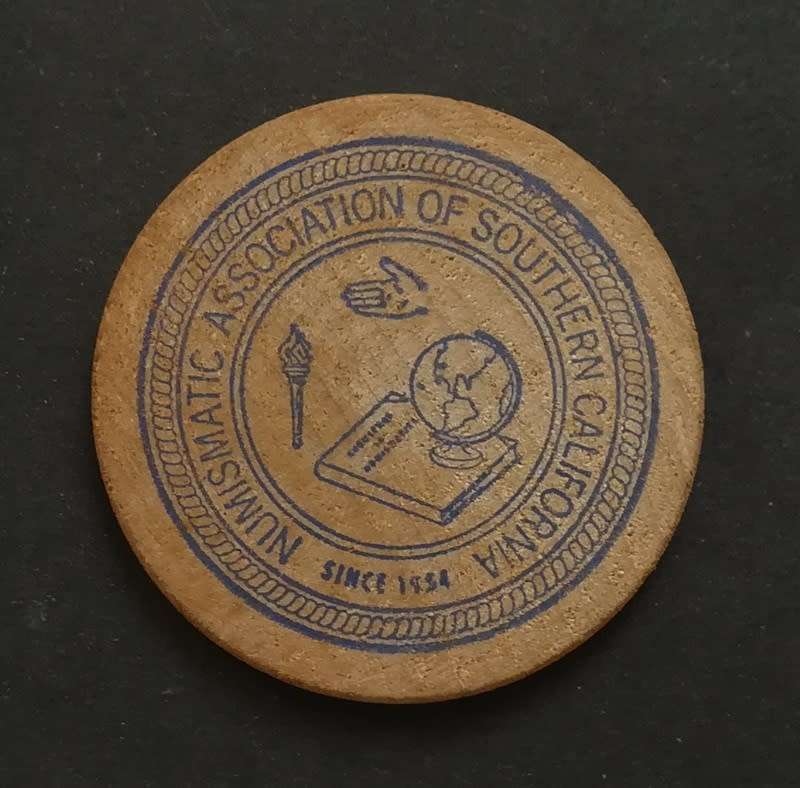 NUMISMATIC ASSOCIATION OF SOUTHERN CALIFORNIA
SINCE 1954